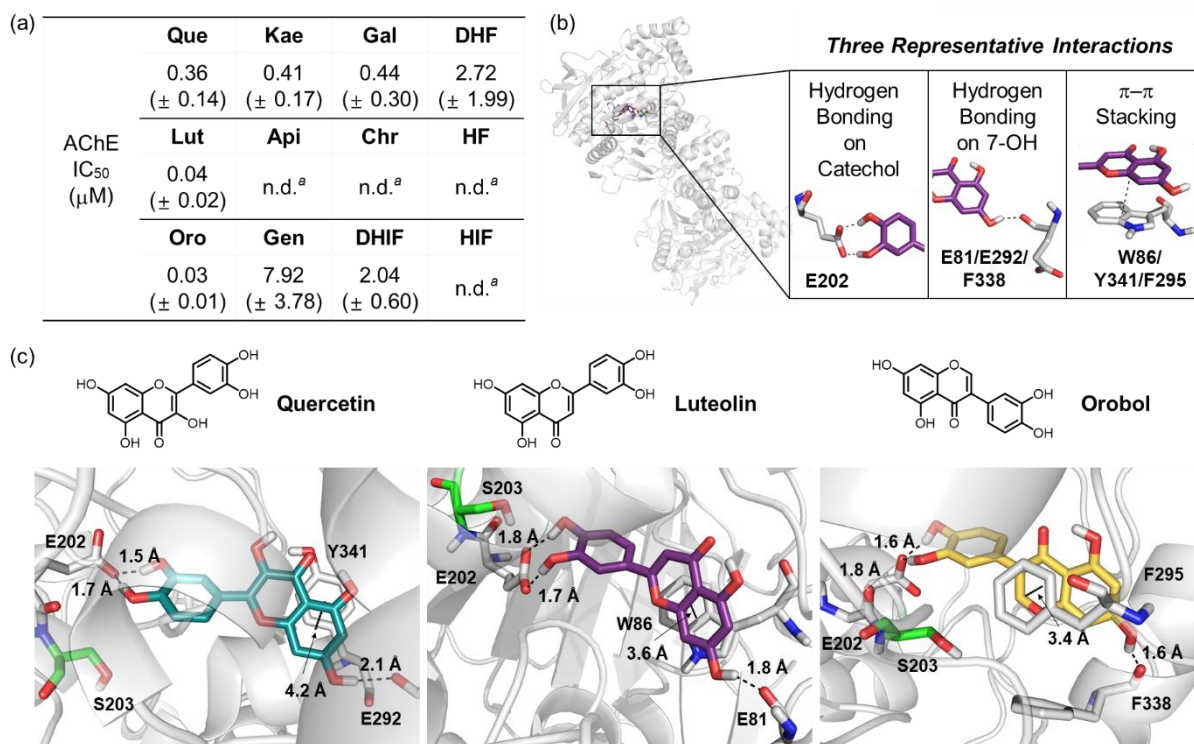 (a)
Que Kae Gal DHF
0.36 0.41 0.44 2.72
(± 0.14) (± 0.17) (± 0.30) (± 1.99)
AChE
IC50
(μM)
Lut Api Chr HF
0.04 n.d.a n.d.a n.d.a
(± 0.02)
Oro Gen DHIF HIF
0.03 7.92 2.04 n.d.a
(± 0.01) (± 3.78) (± 0.60)
(b)
Three Representative Interactions
Hydrogen
Bonding
on
Catechol
E202
Hydrogen
Bonding
on 7-OH
E81/E292/
F338
π–π
Stacking
W86/
Y341/F295
(c)
HO O OH OH OH O OH
Quercetin
HO O OH OH OH O
Luteolin
HO O OH O OH OH
Orobol
E202
1.5 Å
1.7 Å
Y341
2.1 Å
4.2 Å
S203
E292
S203
1.8 Å
E202
1.7 Å
W86
3.6 Å
1.8 Å
E81
1.6 Å
1.8 Å
F295
3.4 Å
E202
S203
1.6 Å
F338